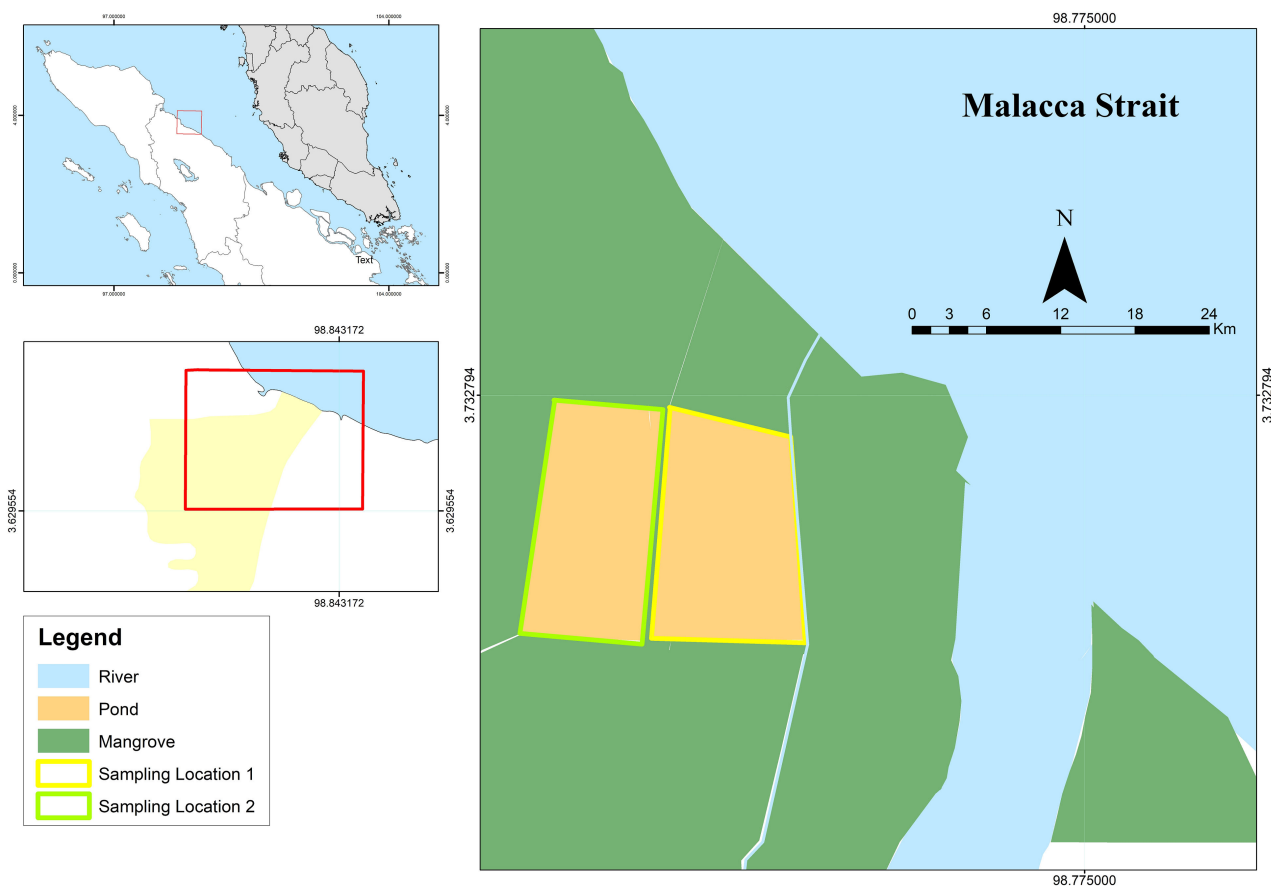 97.000000
104.000000
4.000000
4.000000
0.000000
0.000000
Text
97.000000
104.000000
98.843172
3.629554
3.629554
98.843172
Legend
River
Pond
Mangrove
Sampling Location 1
Sampling Location 2
98.775000
Malacca Strait
N
0 3 6 12 18 24
Km
3.732794
3.732794
98.775000